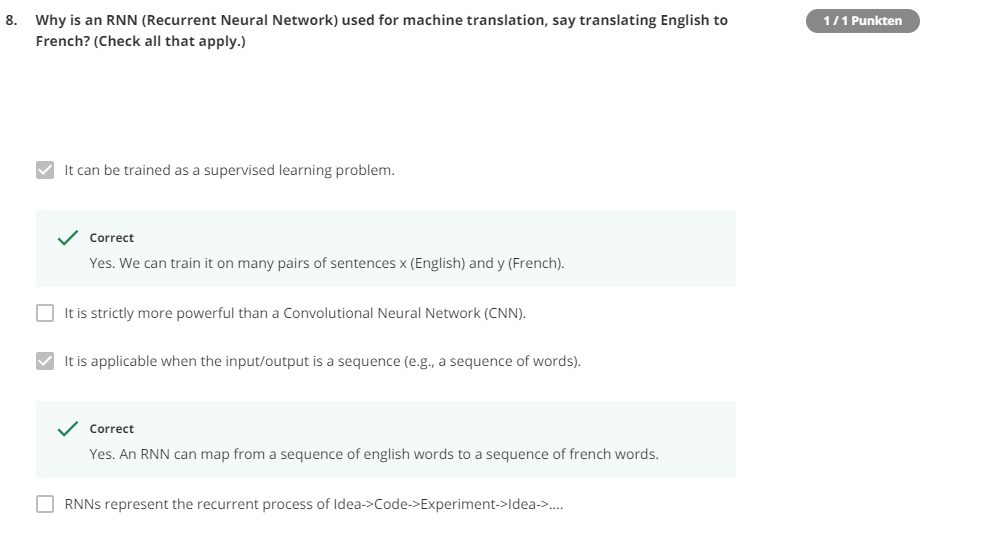 8. Why is an RNN (Recurrent Neural Network) used for machine translation, say translating English to
French? (Check all that apply.)
1 / 1 Punkten
It can be trained as a supervised learning problem.
Correct
Yes. We can train it on many pairs of sentences x (English) and y (French).
It is strictly more powerful than a Convolutional Neural Network (CNN).
It is applicable when the input/output is a sequence (e.g., a sequence of words).
Correct
Yes. An RNN can map from a sequence of english words to a sequence of french words.
RNNs represent the recurrent process of Idea->Code->Experiment->Idea->....